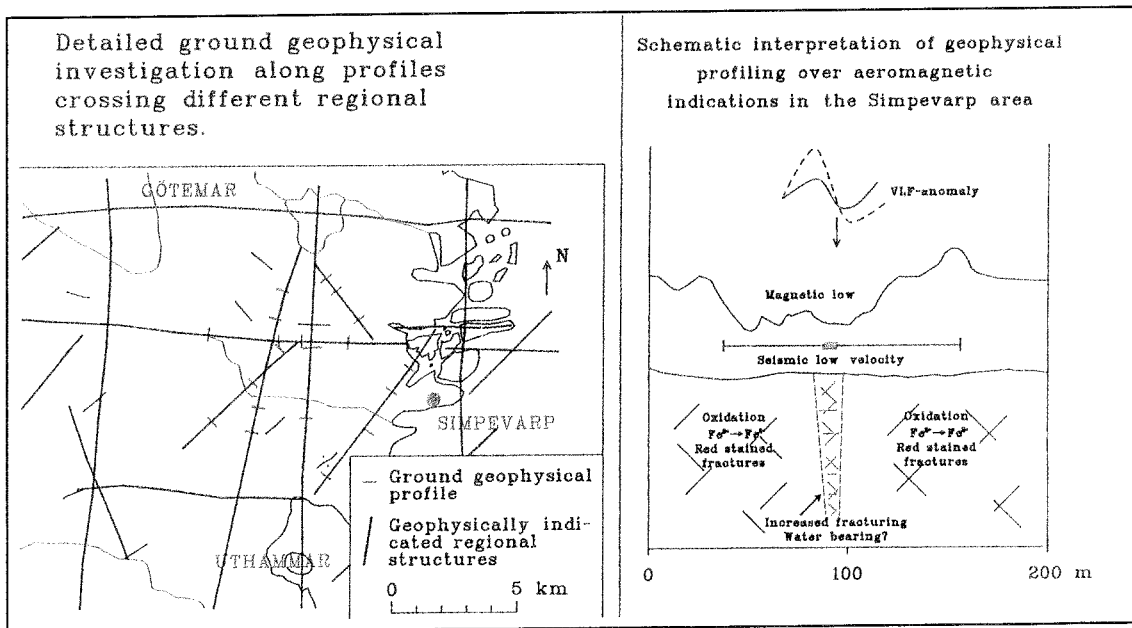 Detailed ground geophysical
investigation along profiles
crossing different regional
structures.
GÖTEMAR
N
SIMPEVARP
UTHAMMAR
Ground geophysical
profile
Geophysically indi-
cated regional
structures
0 5 km
Schematic interpretation of geophysical
profiling over aeromagnetic
indications in the Simpevarp area
VLF-anomaly
Magnetic low
Seismic low velocity
Oxidation
Red stained
fractures
Oxidation
Red stained
fractures
Increased fracturing
Water bearing?
0 100 200 m